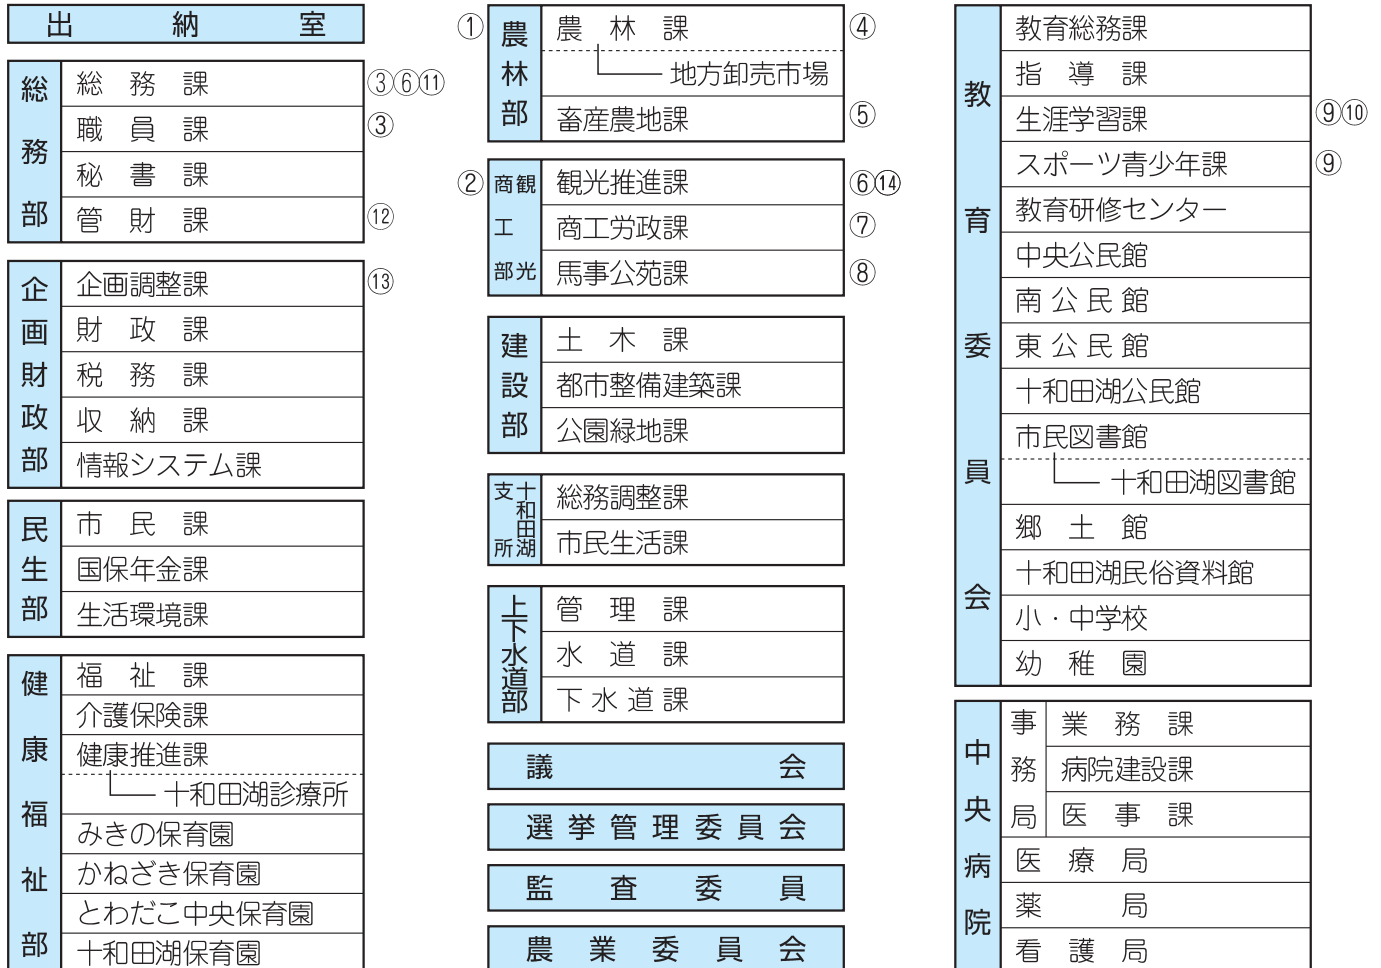 出納室
総務部
総務課 ③⑥⑪
職員課 ③
秘書課
管財課 ⑫
企画財政部
企画調整課 ⑬
財政課
税務課
収納課
情報システム課
民生部
市民課
国保年金課
生活環境課
健康福祉部
福祉課
介護保険課
健康推進課
十和田湖診療所
みきの保育園
かねざき保育園
とわだこ中央保育園
十和田湖保育園
① 農林部
農林課 ④
地方卸売市場
畜産農地課 ⑤
② 観光商工部
観光推進課 ⑥⑭
商工労政課 ⑦
馬事公苑課 ⑧
建設部
土木課
都市整備建築課
公園緑地課
十和田湖支所
総務調整課
市民生活課
上下水道部
管理課
水道課
下水道課
議会
選挙管理委員会
監査委員
農業委員会
教育委員会
教育総務課
指導課
生涯学習課 ⑨⑩
スポーツ青少年課 ⑨
教育研修センター
中央公民館
南公民館
東公民館
十和田湖公民館
市民図書館
十和田湖図書館
郷土館
十和田湖民俗資料館
小・中学校
幼稚園
中央病院
事務局
業務課
病院建設課
医事課
医療局
薬局
看護局